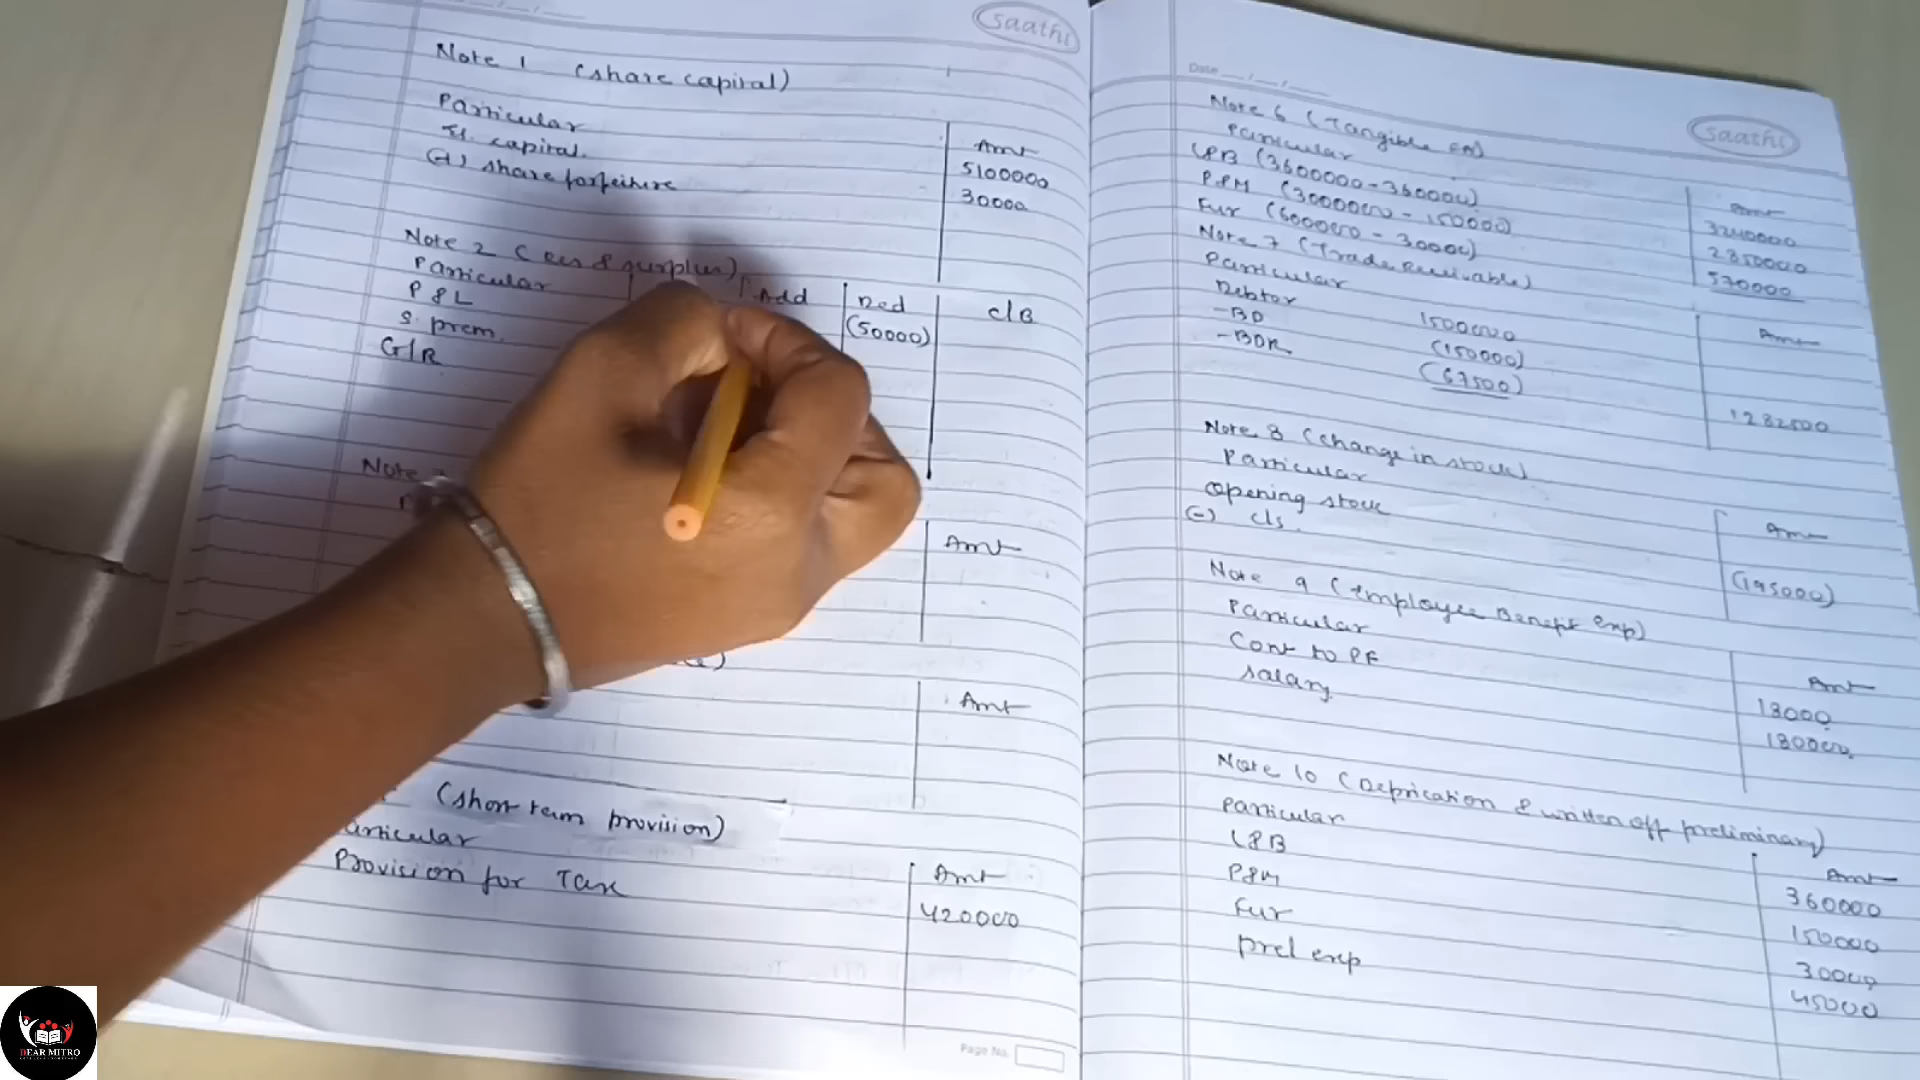 saathi
Note 1 (share capital)
Particular Amt
capital. 5100000
share forfeiture 30000
Note 2 (Res & surplus)
Particular Add Ded c/B
P & L (50000)
S. prem.
G/R
Note
Amt
Amt
(short term provision)
articular Amt
Provision for Tax 420000
Page No.
Date
saathi
Note 6 (Tangible FA)
Particular Amt
L&B (3600000-360000) 3240000
P&M (3000000-150000) 2850000
Fur (600000-30000) 570000
Note 7 (Trade Receivable)
Particular Amt
Debtor 1500000
-BD (150000)
-BDR (67500)
1282500
Note 8 (change in stock)
Particular Amt
Opening stock
(-) c/s. (195000)
Note 9 (Employee Benefit Exp)
Particular Amt
Cont to PF 18000
salary 180000
Note 10 (Deprication & written off preliminary)
Particular Amt
L&B 360000
P&M 150000
Fur 30000
prel exp 45000
DEAR MITRO